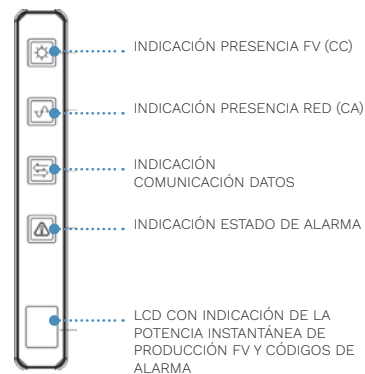 INDICACIÓN PRESENCIA FV (CC)
INDICACIÓN PRESENCIA RED (CA)
INDICACIÓN
COMUNICACIÓN DATOS
INDICACIÓN ESTADO DE ALARMA
LCD CON INDICACIÓN DE LA
POTENCIA INSTANTÁNEA DE
PRODUCCIÓN FV Y CÓDIGOS DE
ALARMA